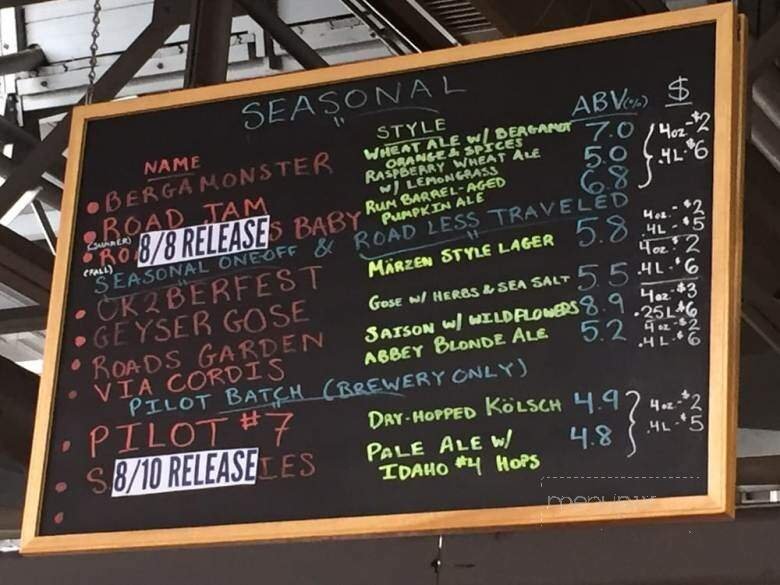 SEASONAL
NAME STYLE ABV(%) $
• BERGAMONSTER WHEAT ALE W/ BERGAMOT 7.0 4oz-$2
ORANGE & SPICES
• ROAD JAM RASPBERRY WHEAT ALE 5.0 .4L-$6
W/ LEMONGRASS
(SUMMER)
• RO 8/8 RELEASE S BABY RUM BARREL-AGED 6.8
PUMPKIN ALE
(FALL)
SEASONAL ONE-OFF & ROAD LESS TRAVELED
• OK2BERFEST MÄRZEN STYLE LAGER 5.8 4oz-$2
.4L-$5
• GEYSER GOSE GOSE W/ HERBS & SEA SALT 5.5 4oz-$2
.4L-$6
• ROADS GARDEN SAISON W/ WILDFLOWERS 8.9 4oz-$3
.25L-$6
• VIA CORDIS ABBEY BLONDE ALE 5.2 4oz-$2
.4L-$6
PILOT BATCH (BREWERY ONLY)
• PILOT #7 DRY-HOPPED KÖLSCH 4.9 4oz-$2
• S 8/10 RELEASE IES PALE ALE W/ 4.8 .4L-$5
IDAHO #4 HOPS
•